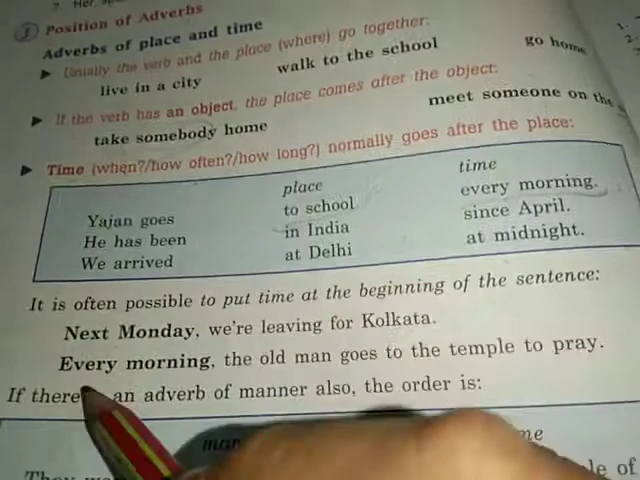 7. Her
J Position of Adverbs
Adverbs of place and time
► Usually the verb and the place (where) go together:
live in a city walk to the school go home
► If the verb has an object, the place comes after the object:
take somebody home meet someone on the
► Time (when?/how often?/how long?) normally goes after the place:
place time
Yajan goes to school every morning.
He has been in India since April.
We arrived at Delhi at midnight.
It is often possible to put time at the beginning of the sentence:
Next Monday, we're leaving for Kolkata.
Every morning, the old man goes to the temple to pray.
If there an adverb of manner also, the order is:
They
of
1.
2.